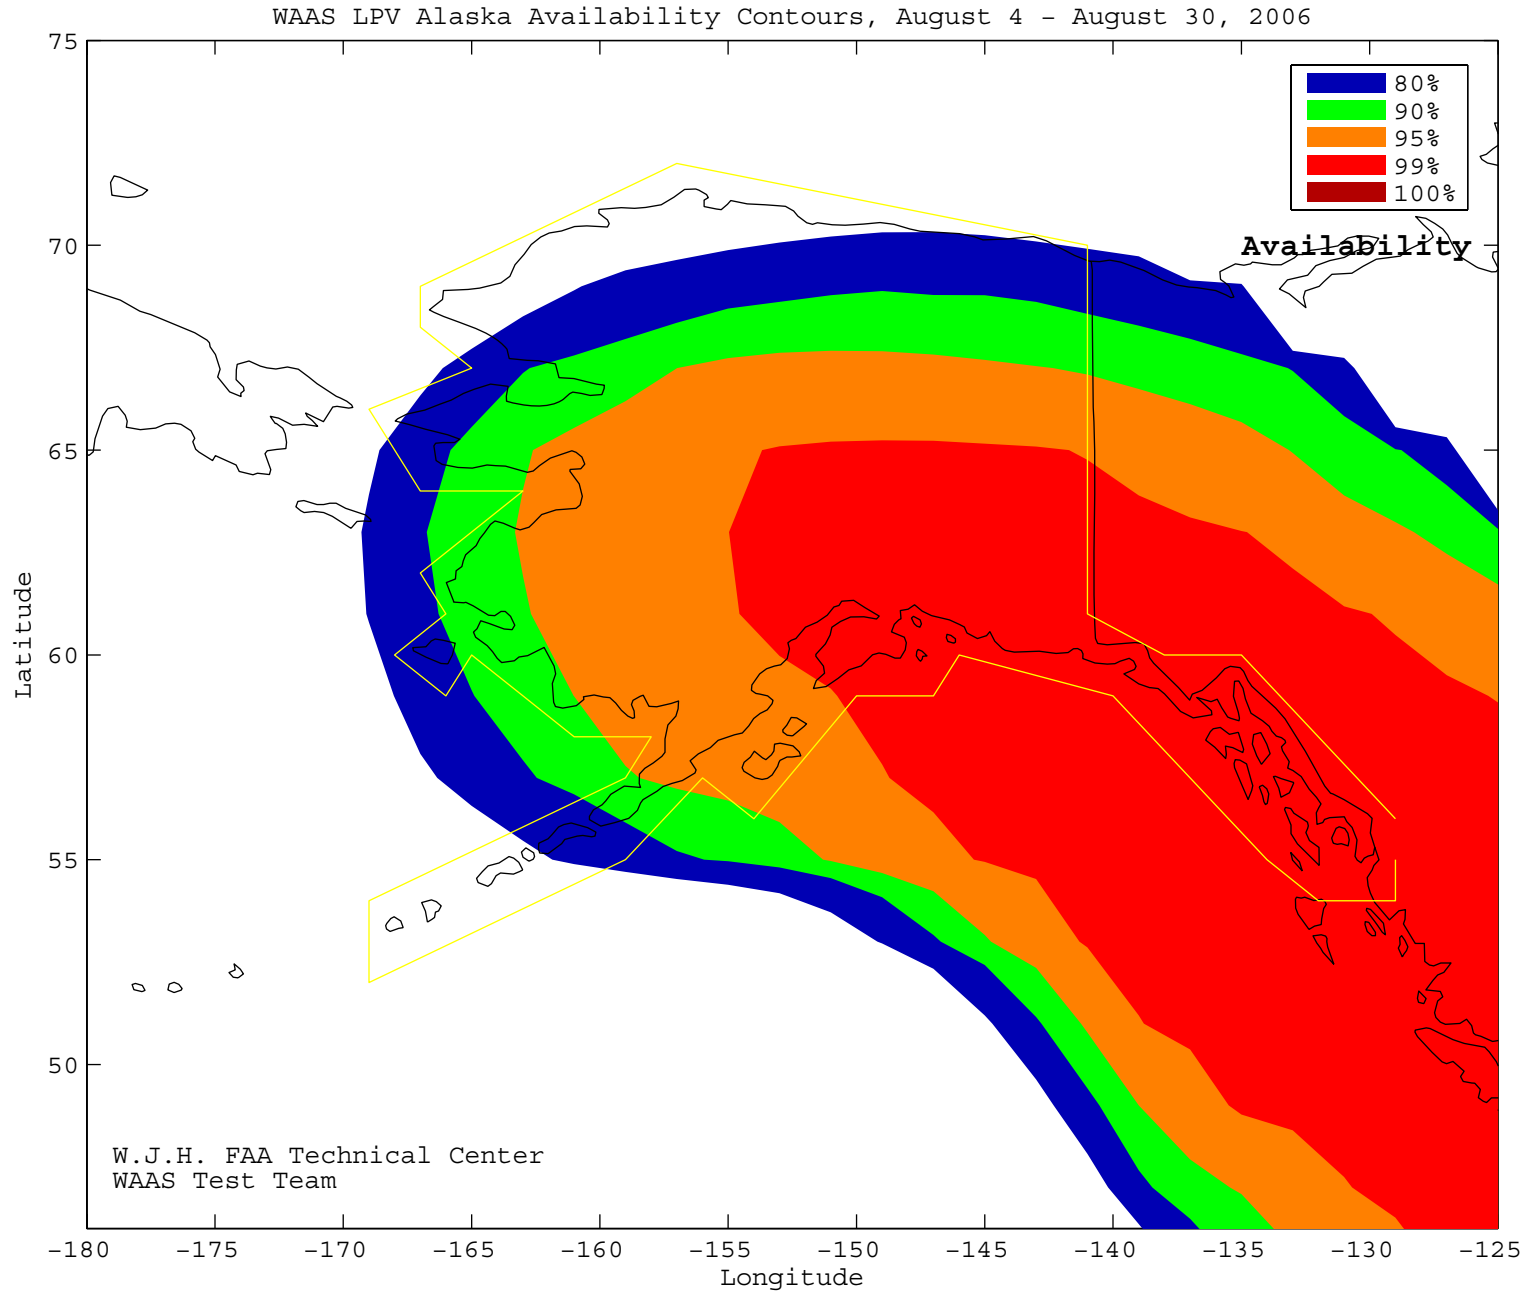 WAAS LPV Alaska Availability Contours, August 4 - August 30, 2006
75
70
65
60
55
50
Latitude
80%
90%
95%
99%
100%
Availability
W.J.H. FAA Technical Center
WAAS Test Team
-180 -175 -170 -165 -160 -155 -150 -145 -140 -135 -130 -125
Longitude